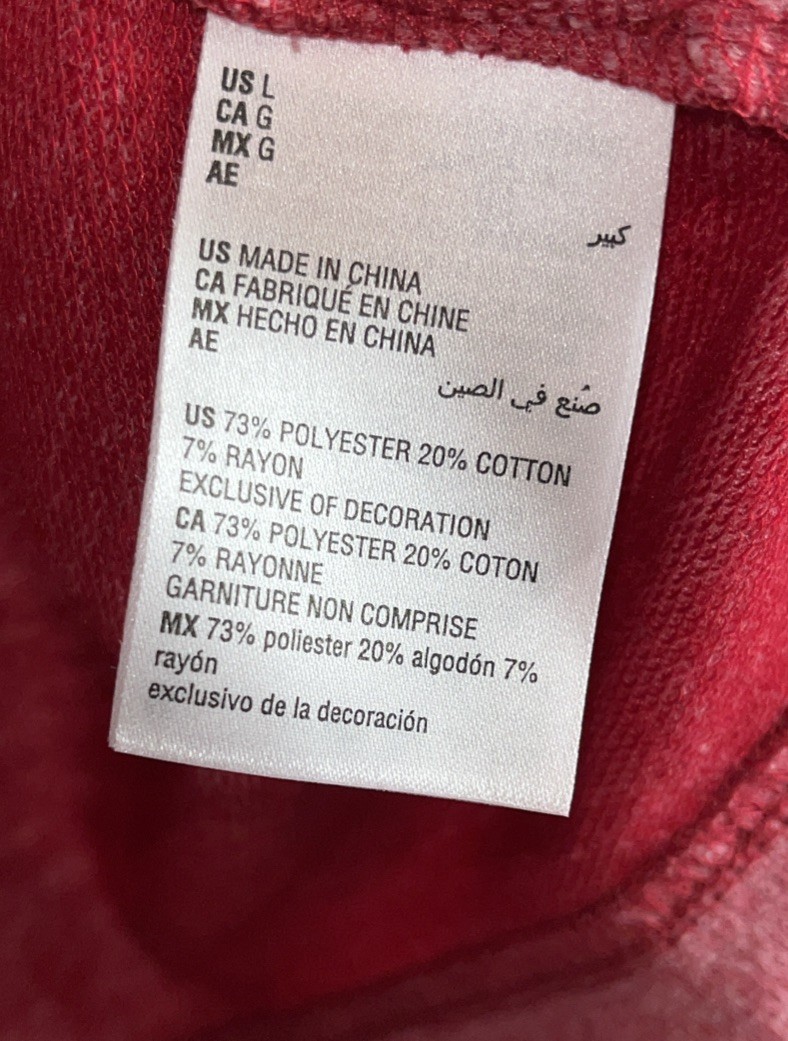 US L
CA G
MX G
AE
كبير
US MADE IN CHINA
CA FABRIQUÉ EN CHINE
MX HECHO EN CHINA
AE
صُنع في الصين
US 73% POLYESTER 20% COTTON
7% RAYON
EXCLUSIVE OF DECORATION
CA 73% POLYESTER 20% COTON
7% RAYONNE
GARNITURE NON COMPRISE
MX 73% poliester 20% algodón 7%
rayón
exclusivo de la decoración